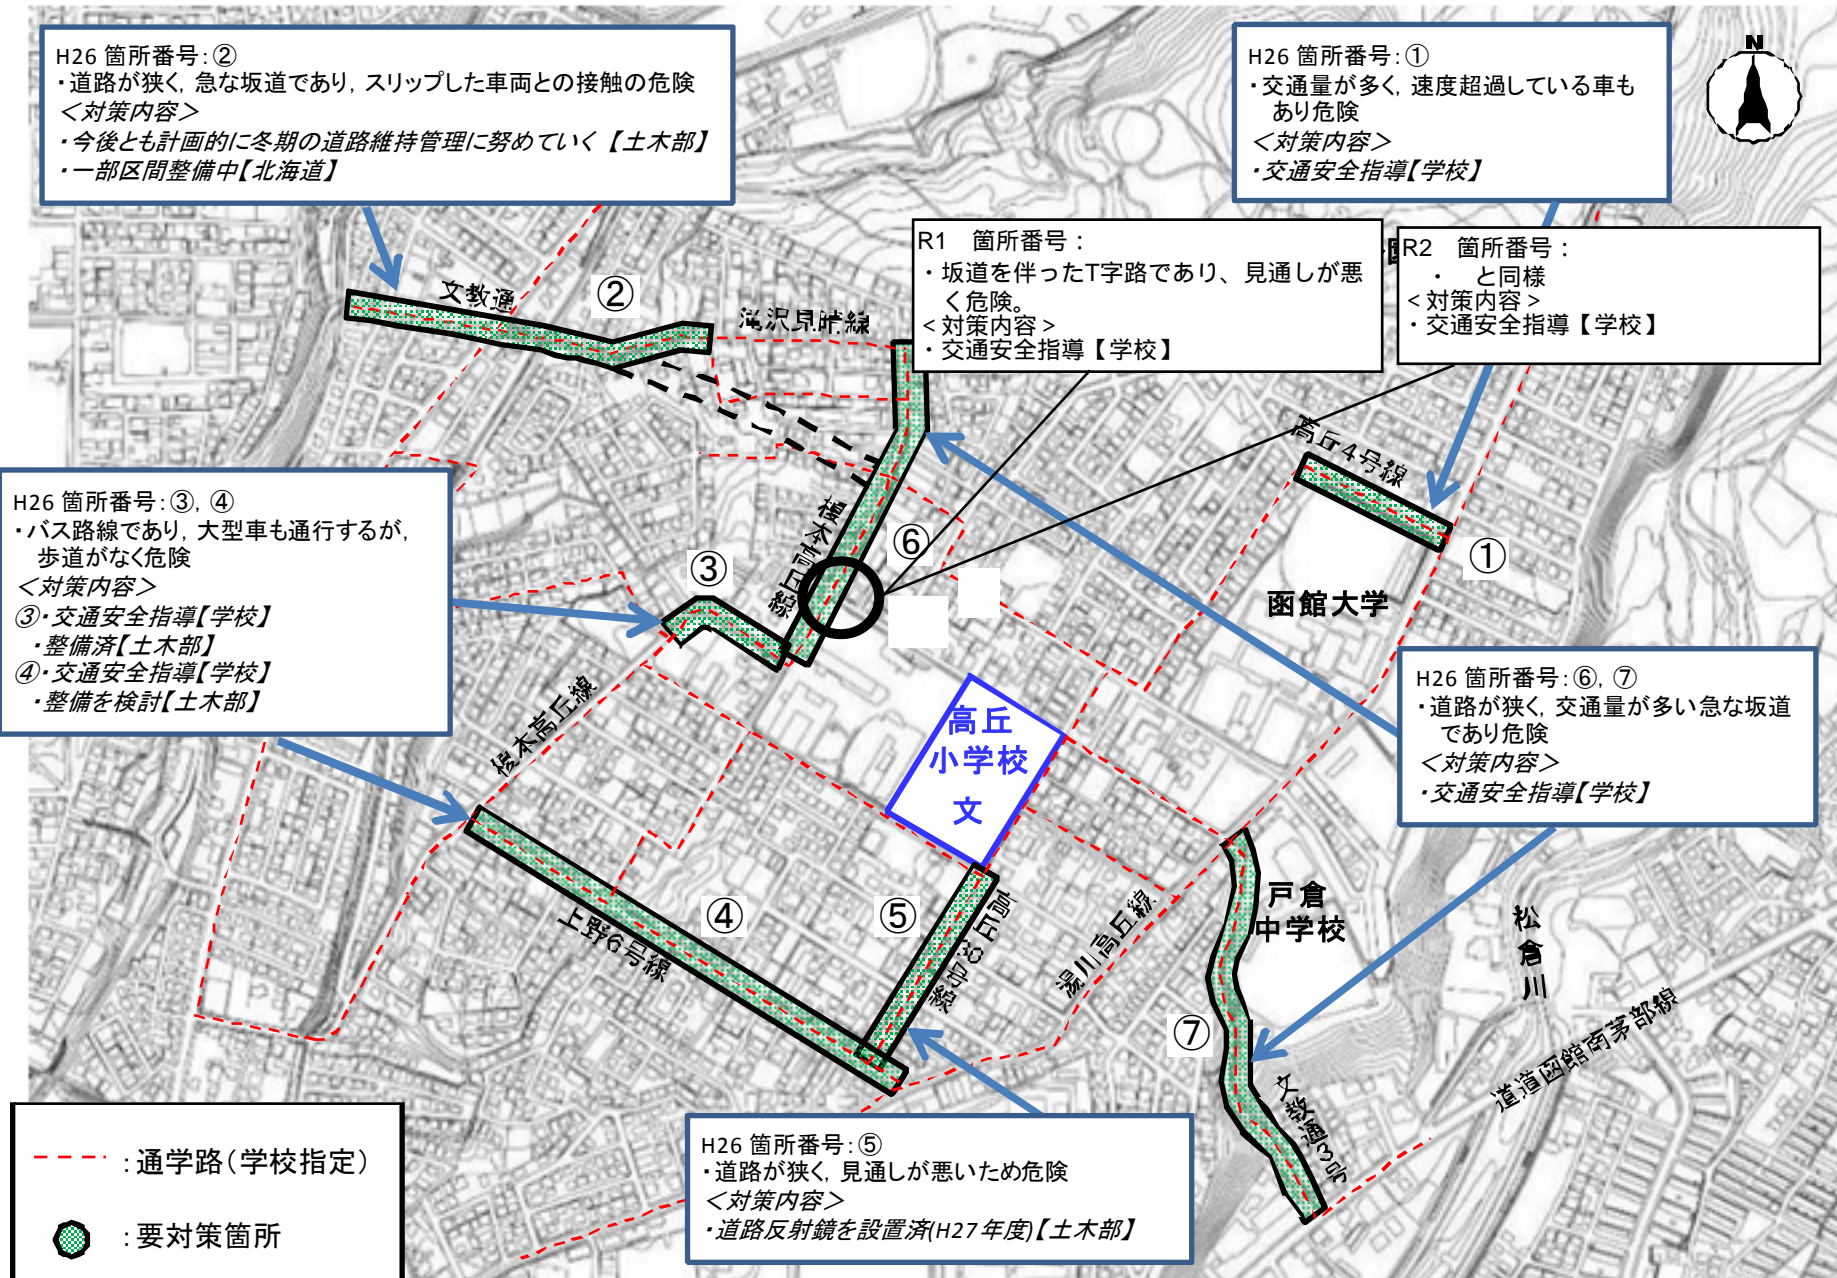 H26 箇所番号:②
・道路が狭く, 急な坂道であり, スリップした車両との接触の危険
＜対策内容＞
・今後とも計画的に冬期の道路維持管理に努めていく【土木部】
・一部区間整備中【北海道】
H26 箇所番号:①
・交通量が多く, 速度超過している車も
あり危険
＜対策内容＞
・交通安全指導【学校】
N
R1 箇所番号：
・坂道を伴ったT字路であり、見通しが悪
く危険。
＜対策内容＞
・交通安全指導【学校】
R2 箇所番号：
・ と同様
＜対策内容＞
・交通安全指導【学校】
文教通
②
滝沢見晴線
高丘4号線
①
函館大学
H26 箇所番号:③, ④
・バス路線であり, 大型車も通行するが,
歩道がなく危険
＜対策内容＞
③・交通安全指導【学校】
・整備済【土木部】
④・交通安全指導【学校】
・整備を検討【土木部】
榎本高丘線
⑥
③
榎本高丘線
高丘
小学校
文
H26 箇所番号:⑥, ⑦
・道路が狭く, 交通量が多い急な坂道
であり危険
＜対策内容＞
・交通安全指導【学校】
④
上野6号線
⑤
高丘33号線
湯川高丘線
戸倉
中学校
松倉川
⑦
文教通3号
道道函館南茅部線
H26 箇所番号:⑤
・道路が狭く, 見通しが悪いため危険
＜対策内容＞
・道路反射鏡を設置済(H27年度)【土木部】
：通学路（学校指定）
：要対策箇所